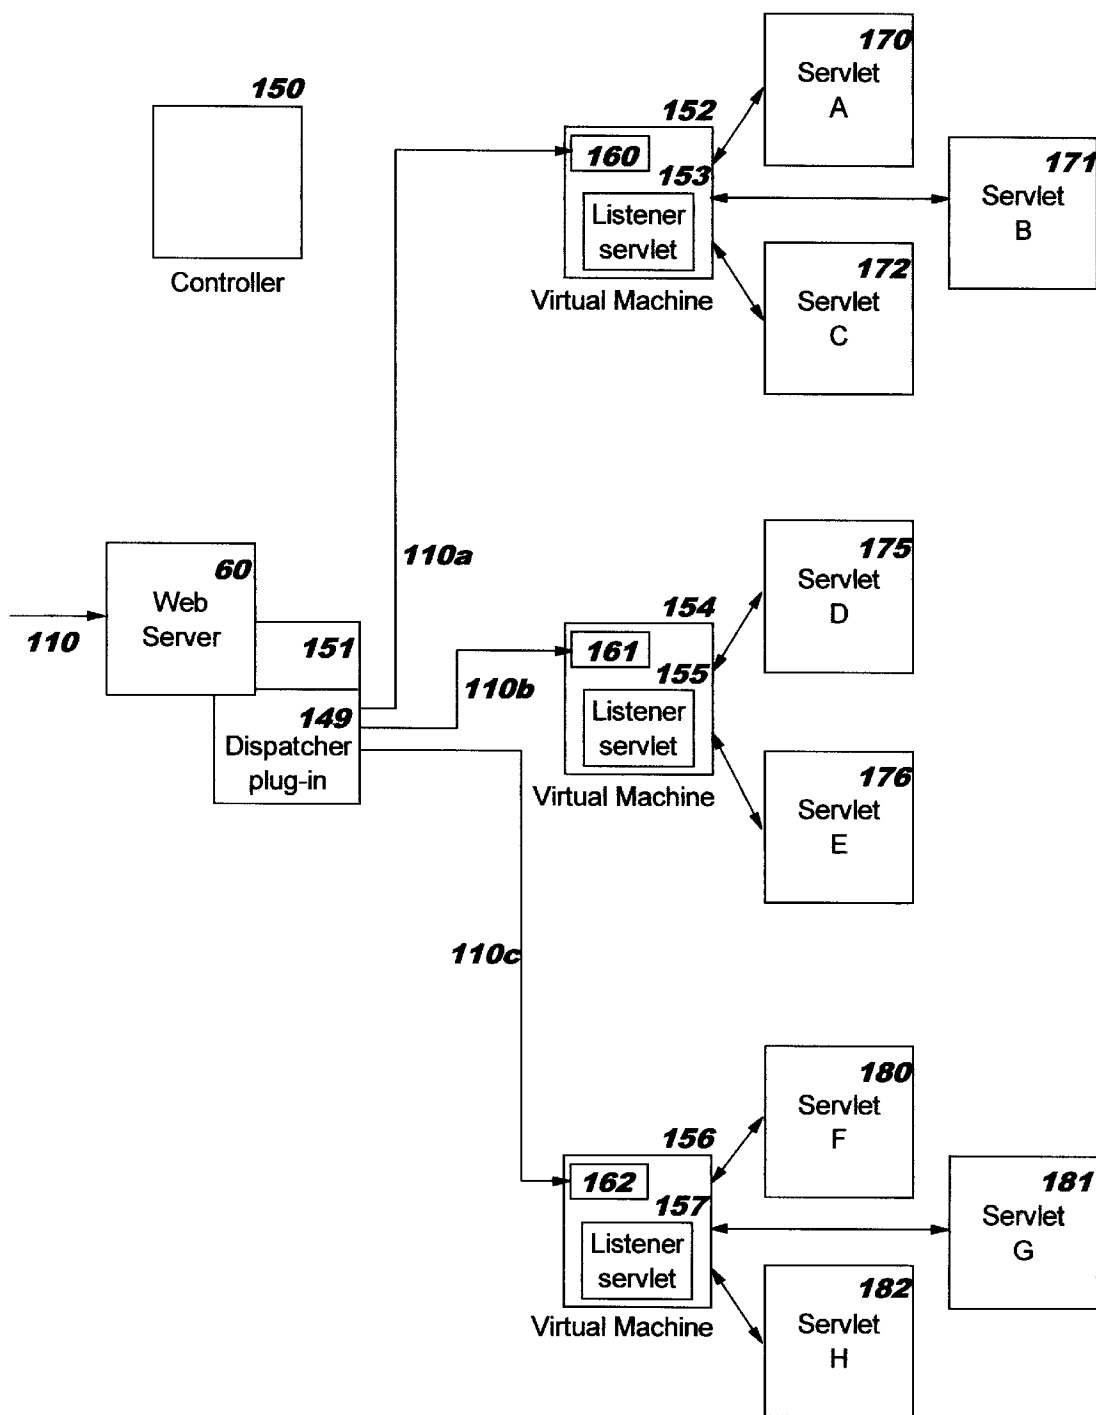 150
Controller
152
160
153
Listener
servlet
Virtual Machine
170
Servlet
A
171
Servlet
B
172
Servlet
C
110
60
Web
Server
151
149
Dispatcher
plug-in
110a
110b
110c
154
161
155
Listener
servlet
Virtual Machine
175
Servlet
D
176
Servlet
E
156
162
157
Listener
servlet
Virtual Machine
180
Servlet
F
181
Servlet
G
182
Servlet
H